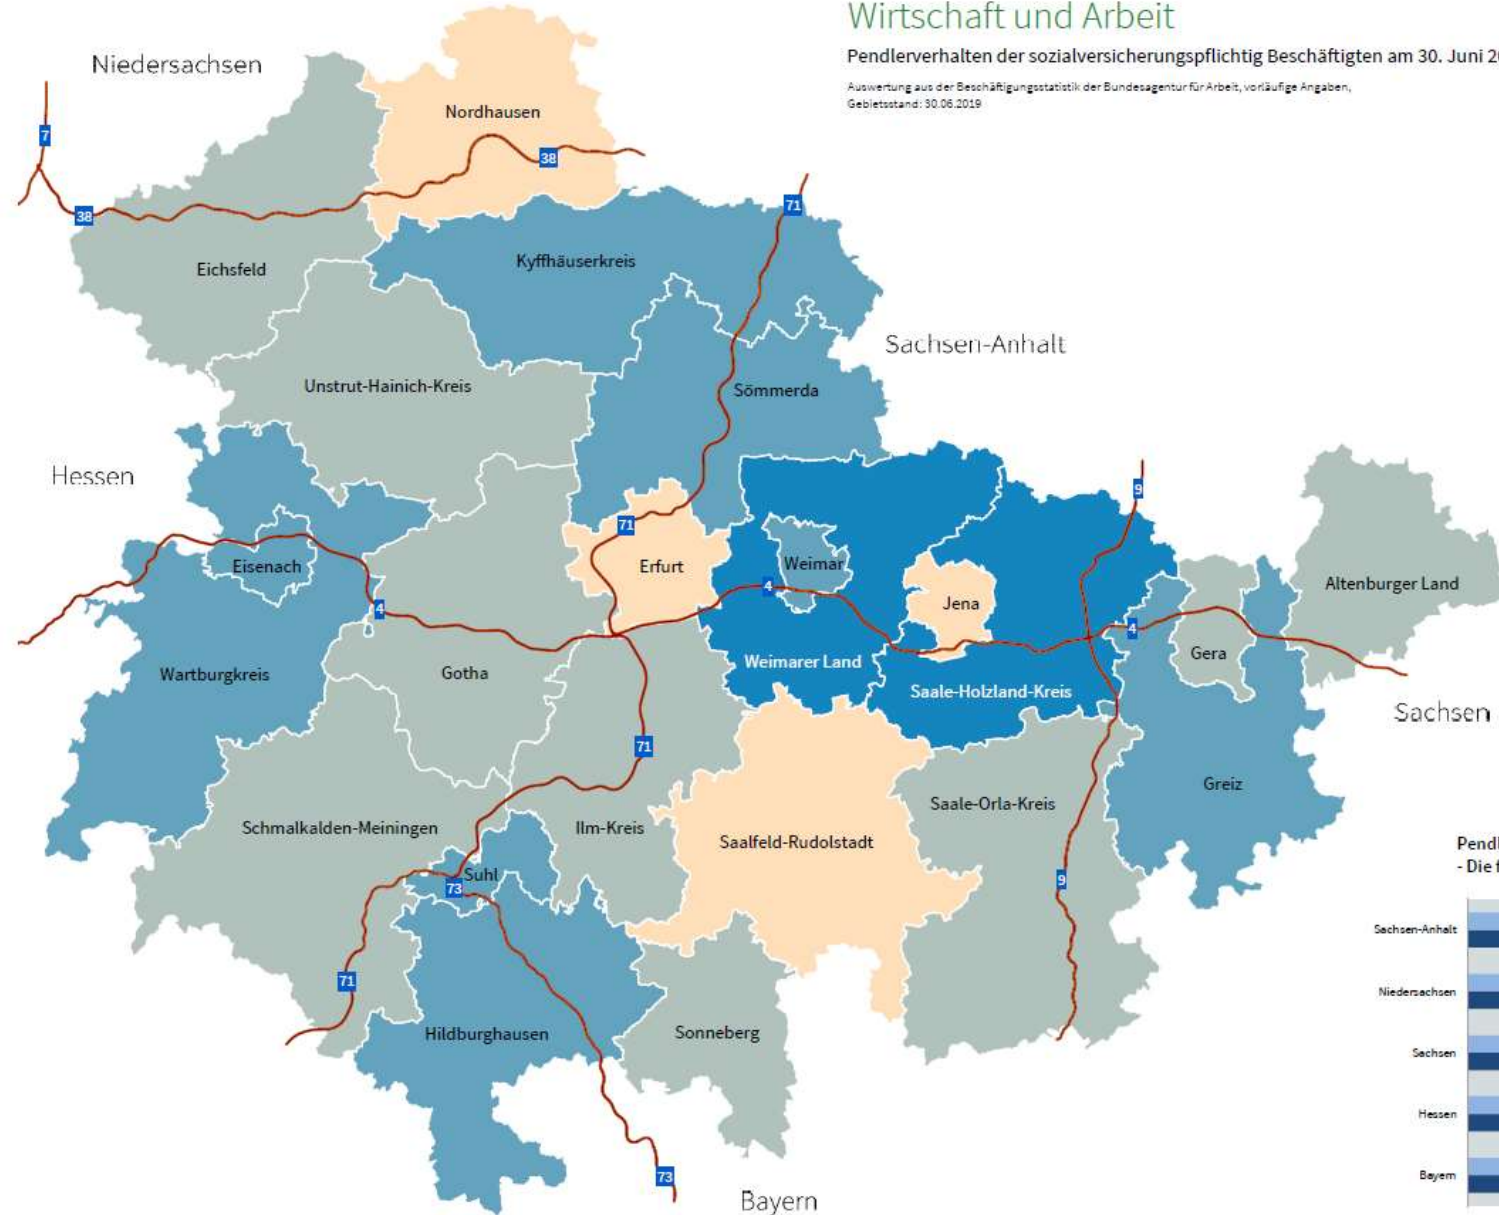 Wirtschaft und Arbeit
Pendlerverhalten der sozialversicherungspflichtig Beschäftigten am 30. Juni
Auswertung aus der Beschäftigungsstatistik der Bundesagentur für Arbeit, vorläufige Angaben,
Gebietsstand: 30.06.2019
Niedersachsen
Nordhausen
7
38
38
71
Eichsfeld
Kyffhäuserkreis
Sachsen-Anhalt
Unstrut-Hainich-Kreis
Sömmerda
Hessen
9
71
Eisenach
Erfurt
Weimar
4
Jena
Altenburger Land
4
4
Gera
Wartburgkreis
Gotha
Weimarer Land
Saale-Holzland-Kreis
Sachsen
71
Greiz
Schmalkalden-Meiningen
Ilm-Kreis
Saalfeld-Rudolstadt
Saale-Orla-Kreis
Suhl
73
9
71
Hildburghausen
Sonneberg
73
Bayern
- Die
Sachsen-Anhalt
Niedersachsen
Sachsen
Hessen
Bayern